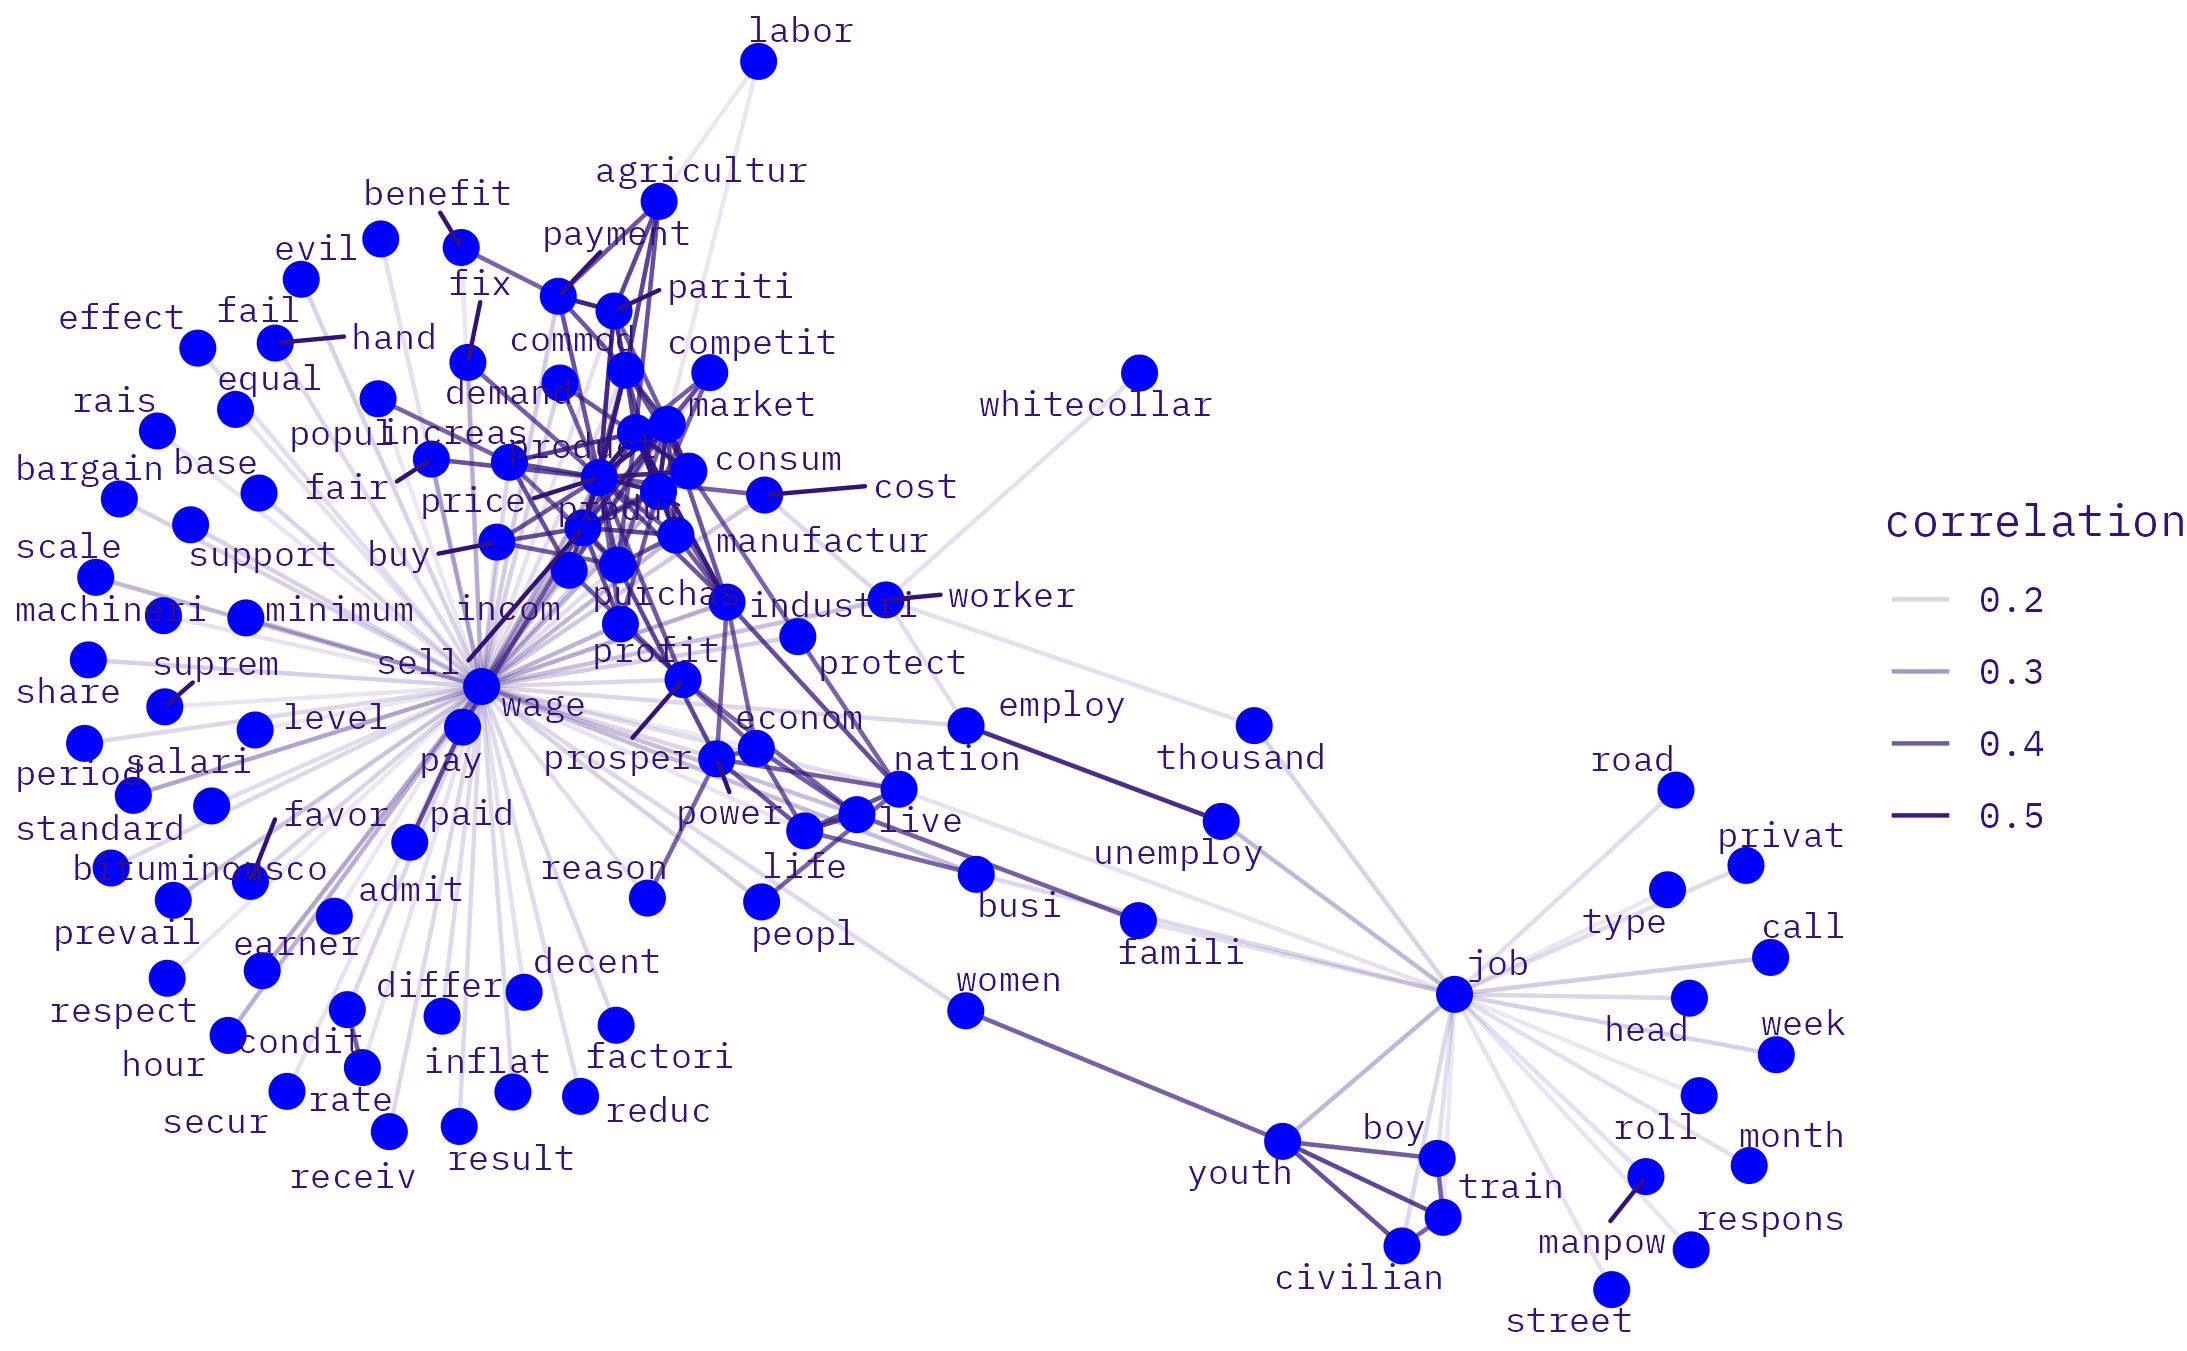 labor
agricultur
benefit
payment
evil
fix
pariti
effect
fail
hand
commod
competit
equal
demand
rais
market
whitecollar
popul
increas
product
bargain
base
consum
fair
price
cost
produc
scale
support
buy
manufactur
machineri
minimum
incom
purchas
industri
worker
suprem
sell
profit
protect
share
level
wage
employ
econom
period
salari
pay
prosper
nation
thousand
road
standard
favor
paid
power
live
privat
bituminousco
reason
life
unemploy
admit
type
call
prevail
earner
peopl
busi
famili
decent
job
respect
differ
women
condit
head
week
hour
inflat
factori
secur
rate
reduc
boy
roll
month
receiv
result
youth
train
respons
manpow
civilian
street
correlation
0.2
0.3
0.4
0.5